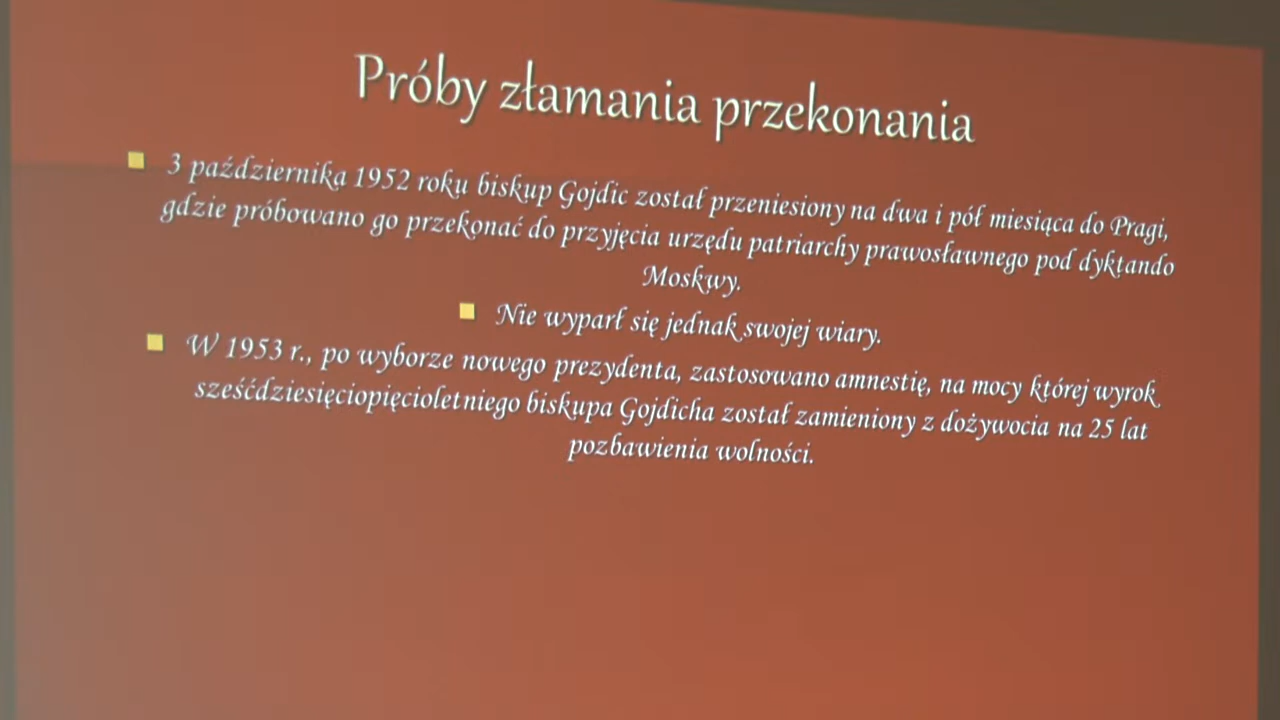 Próby złamania przekonania
3 października 1952 roku biskup Gojdic został przeniesiony na dwa i pół miesiąca do Pragi,
gdzie próbowano go przekonać do przyjęcia urzędu patriarchy prawosławnego pod dyktando
Moskwy.
Nie wyparł się jednak swojej wiary.
W 1953 r., po wyborze nowego prezydenta, zastosowano amnestię, na mocy której wyrok
sześćdziesięciopięcioletniego biskupa Gojdicha został zamieniony z dożywocia na 25 lat
pozbawienia wolności.